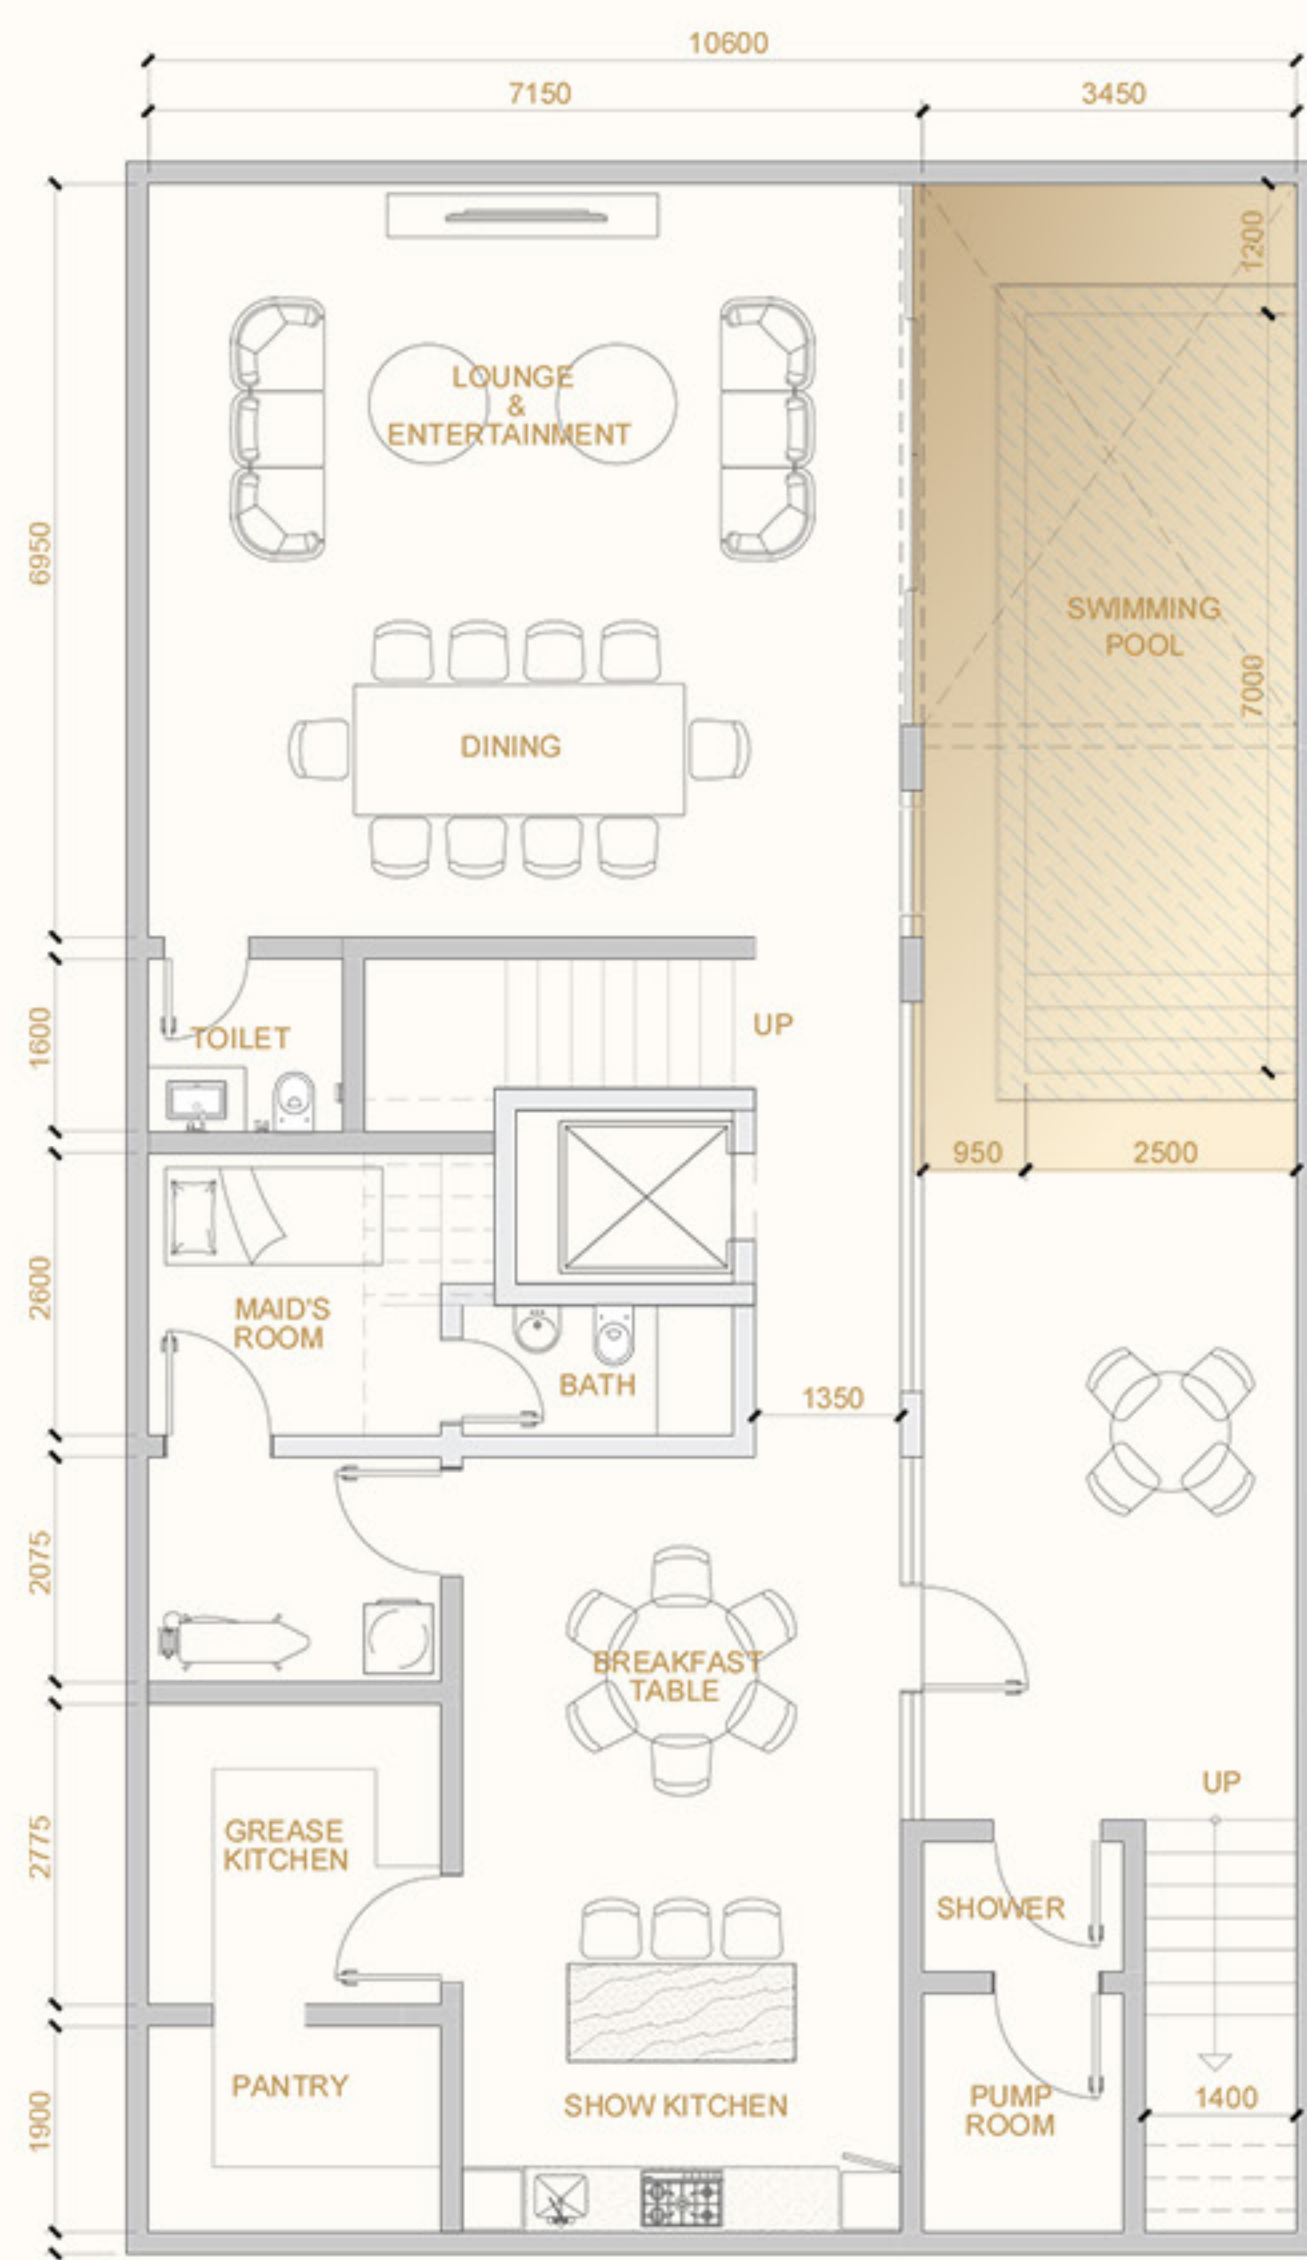 10600
7150
3450
1200
LOUNGE
&
ENTERTAINMENT
6950
SWIMMING
POOL
7000
DINING
UP
1600
TOILET
950
2500
2600
MAID'S
ROOM
BATH
1350
2075
BREAKFAST
TABLE
UP
2775
GREASE
KITCHEN
SHOWER
PANTRY
SHOW KITCHEN
PUMP
ROOM
1400
1900